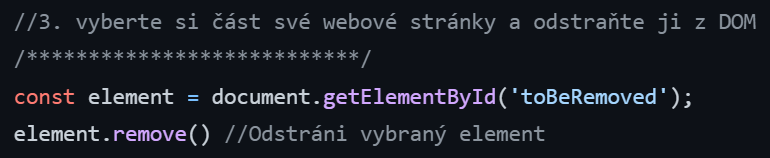 //3. vyberte si část své webové stránky a odstraňte ji z DOM
/***************************/
const element = document.getElementById('toBeRemoved');
element.remove() //Odstráni vybraný element